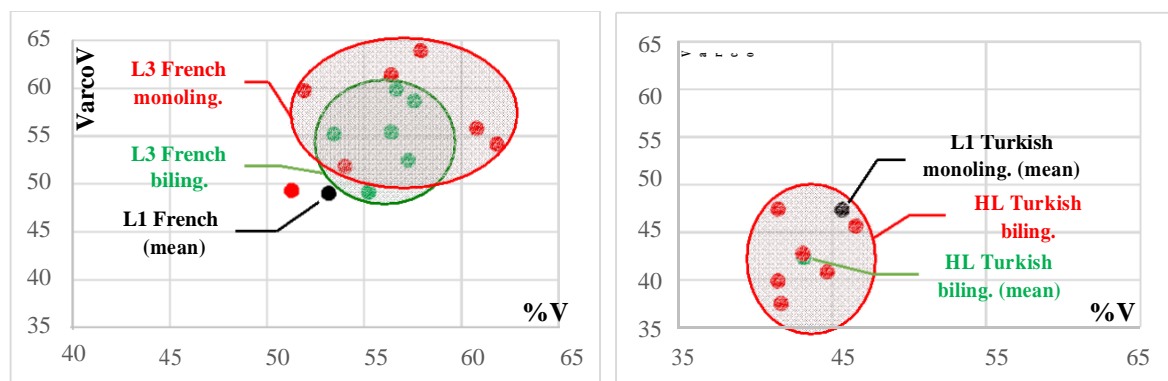 65
60
55
50
45
40
35
40
45
50
55
60
65
VarcoV
%V
L3 French
monoling.
L3 French
biling.
L1 French
(mean)
65
60
55
50
45
40
35
35
45
55
65
Varco
%V
L1 Turkish
monoling. (mean)
HL Turkish
biling.
HL Turkish
biling. (mean)